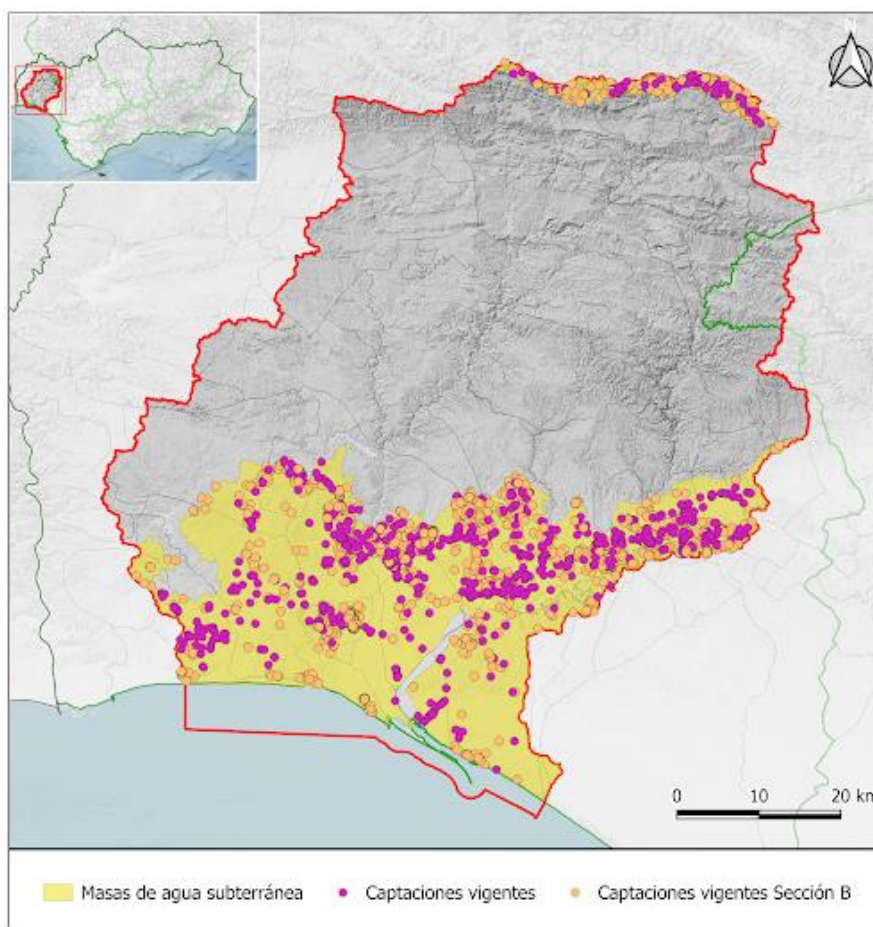 N
0 10 20 km
Masas de agua subterránea Captaciones vigentes Captaciones vigentes Sección B